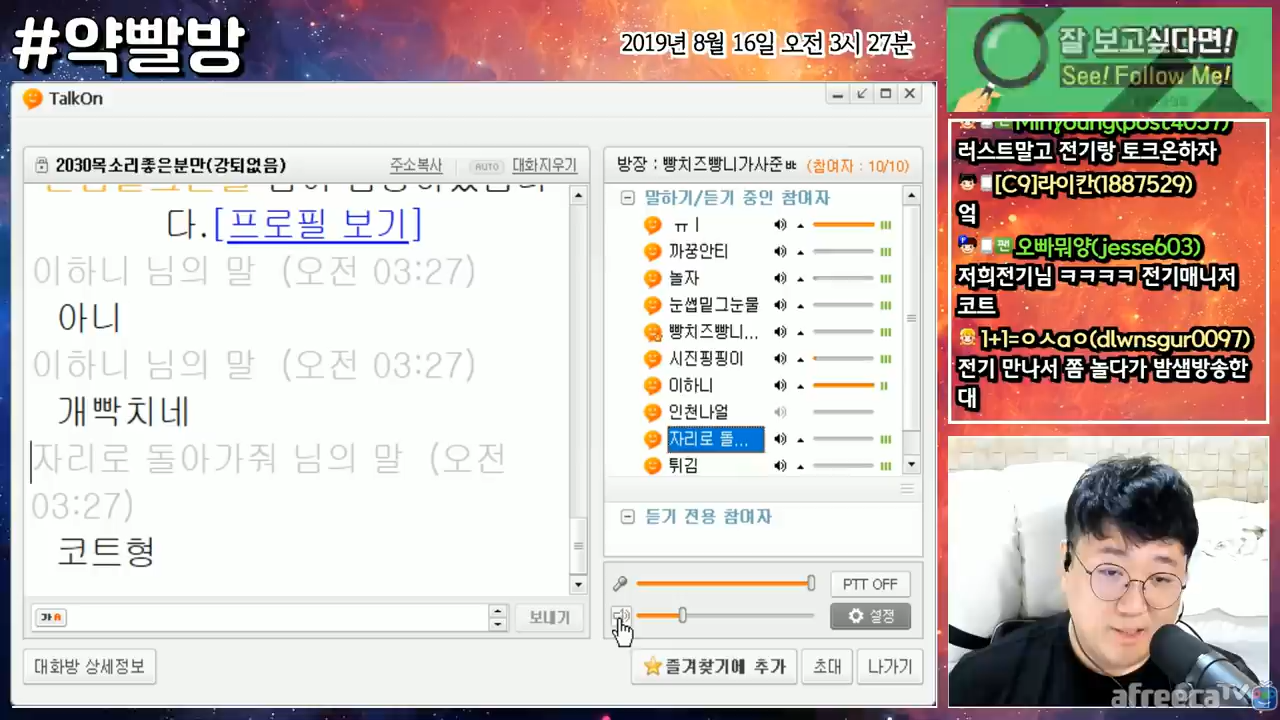 #약빨방
2019년 8월 16일 오전 3시 27분
잘 보고싶다면!
See! Follow Me!
TalkOn
2030목소리좋은분만(강퇴없음)
주소복사
AUTO
대화지우기
다.[프로필 보기]
이하니 님의 말 (오전 03:27)
아니
이하니 님의 말 (오전 03:27)
개빡치네
자리로 돌아가줘 님의 말 (오전
03:27)
코트형
가A
보내기
대화방 상세정보
방장 : 빵치즈빵니가사준
(참여자 : 10/10)
말하기/듣기 중인 참여자
ㅠㅣ
까꿍안티
놀자
눈썹밑그눈물
빵치즈빵니...
시진핑핑이
이하니
인천나얼
자리로 돌...
튀김
듣기 전용 참여자
PTT OFF
설정
즐겨찾기에 추가
초대
나가기
Minyoung(post4057)
러스트말고 전기랑 토크온하자
[C9]라이칸(1887529)
엌
팬 오빠뭐양(jesse603)
저희전기님 ㅋㅋㅋㅋ 전기매니저
코트
1+1=ㅇㅅaㅇ(dlwnsgur0097)
전기 만나서 쫌 놀다가 밤샘방송한
대
afreecaTV